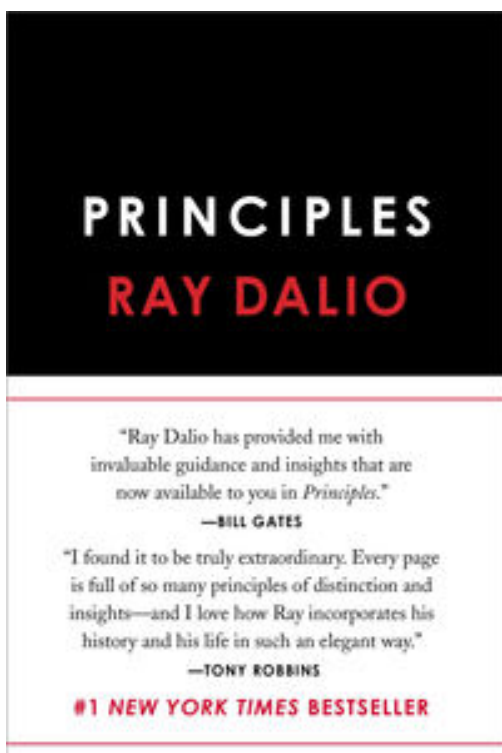 PRINCIPLES
RAY DALIO
“Ray Dalio has provided me with
invaluable guidance and insights that are
now available to you in Principles.”
—BILL GATES
“I found it to be truly extraordinary. Every page
is full of so many principles of distinction and
insights—and I love how Ray incorporates his
history and his life in such an elegant way.”
—TONY ROBBINS
#1 NEW YORK TIMES BESTSELLER